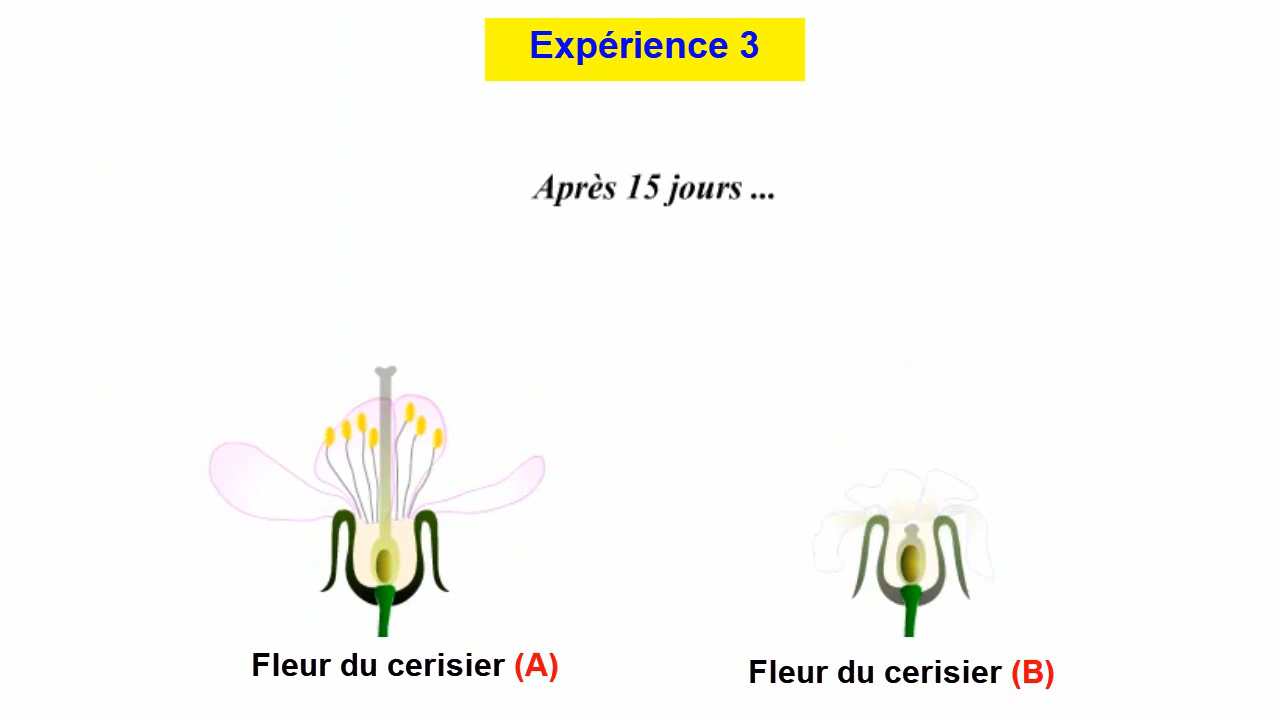 Expérience 3
Après 15 jours ...
Fleur du cerisier (A)
Fleur du cerisier (B)